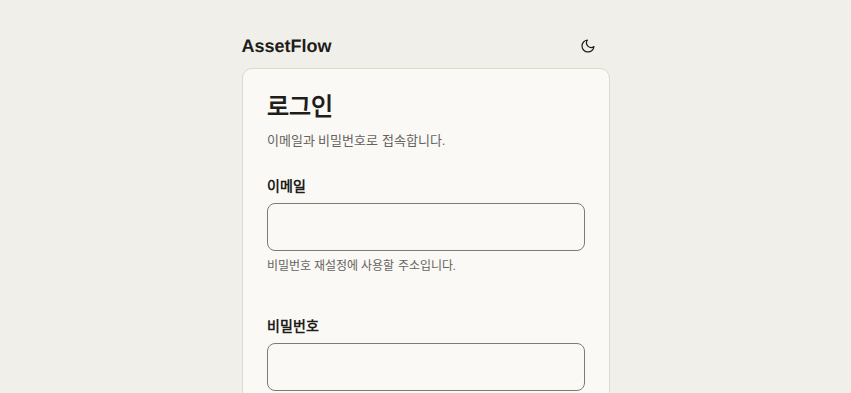 AssetFlow
로그인
이메일과 비밀번호로 접속합니다.
이메일
비밀번호 재설정에 사용할 주소입니다.
비밀번호